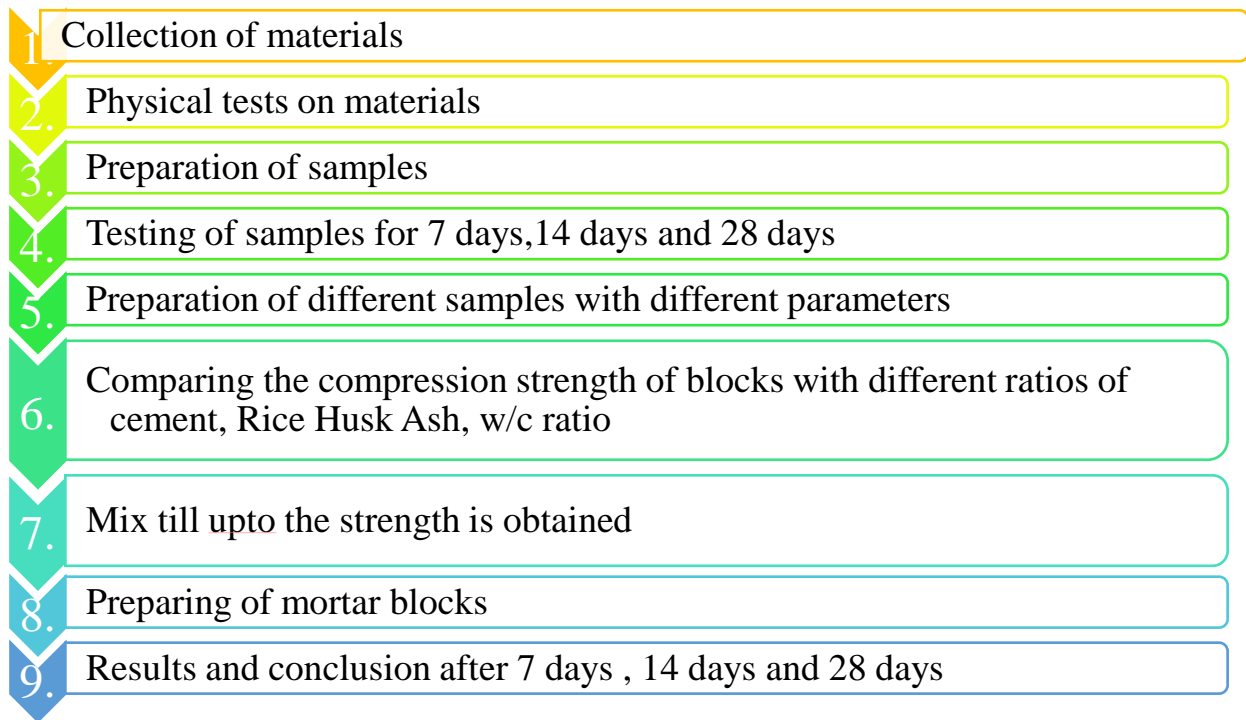 1. Collection of materials
2. Physical tests on materials
3. Preparation of samples
4. Testing of samples for 7 days,14 days and 28 days
5. Preparation of different samples with different parameters
6. Comparing the compression strength of blocks with different ratios of
cement, Rice Husk Ash, w/c ratio
7. Mix till upto the strength is obtained
8. Preparing of mortar blocks
9. Results and conclusion after 7 days , 14 days and 28 days